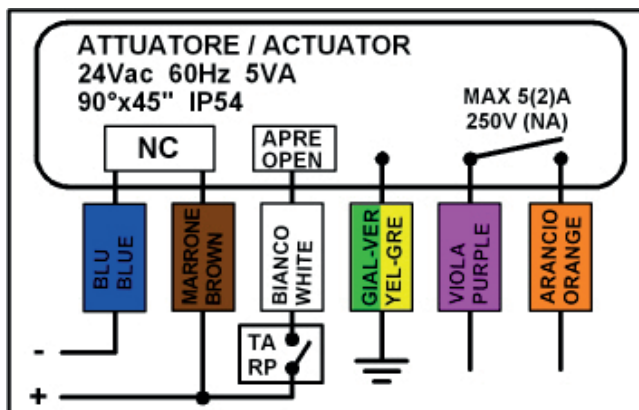 ATTUATORE / ACTUATOR
24Vac 60Hz 5VA
90°x45" IP54
MAX 5(2)A
250V (NA)
NC
APRE
OPEN
BLU
BLUE
MARRONE
BROWN
BIANCO
WHITE
GIAL-VER
YEL-GRE
VIOLA
PURPLE
ARANCIO
ORANGE
TA
RP
-
+